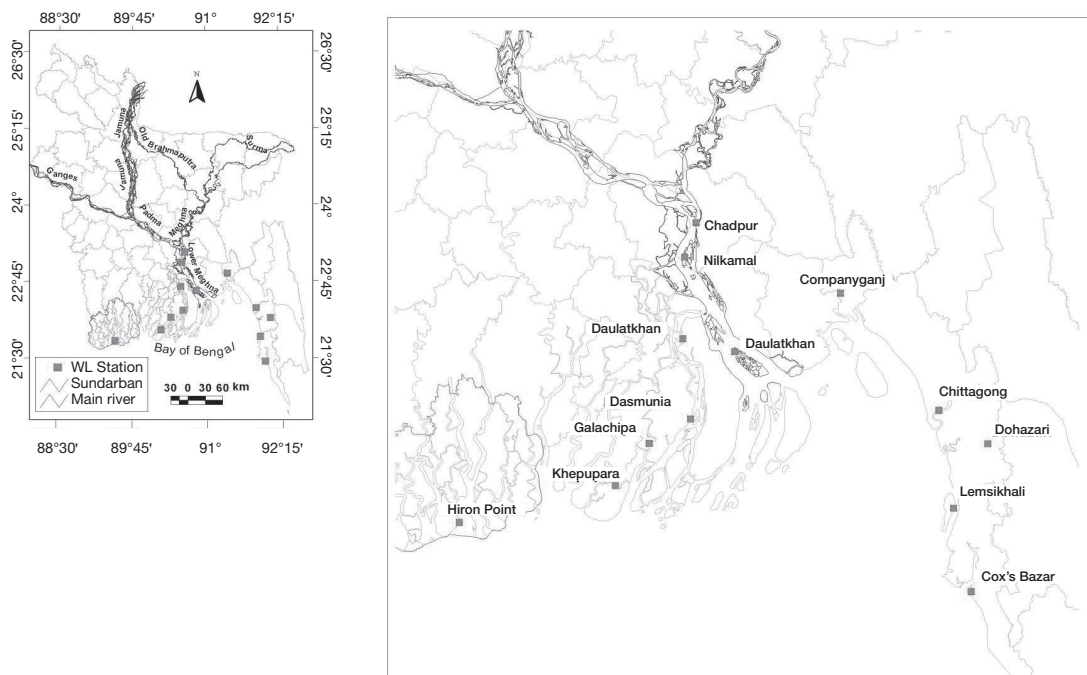 88°30' 89°45' 91° 92°15'
26°30' 26°30'
25°15' 25°15'
24° 24°
22°45' 22°45'
21°30' 21°30'
N
Jamuna
Old Brahmaputra
Surma
Ganges
Jamuna
Padma
Meghna
Lower Meghna
Bay of Bengal
WL Station
Sundarban
Main river
30 0 30 60 km
88°30' 89°45' 91° 92°15'
Chadpur
Nilkamal
Companyganj
Daulatkhan
Daulatkhan
Dasmunia
Chittagong
Galachipa
Dohazari
Khepupara
Lemsikhali
Hiron Point
Cox's Bazar